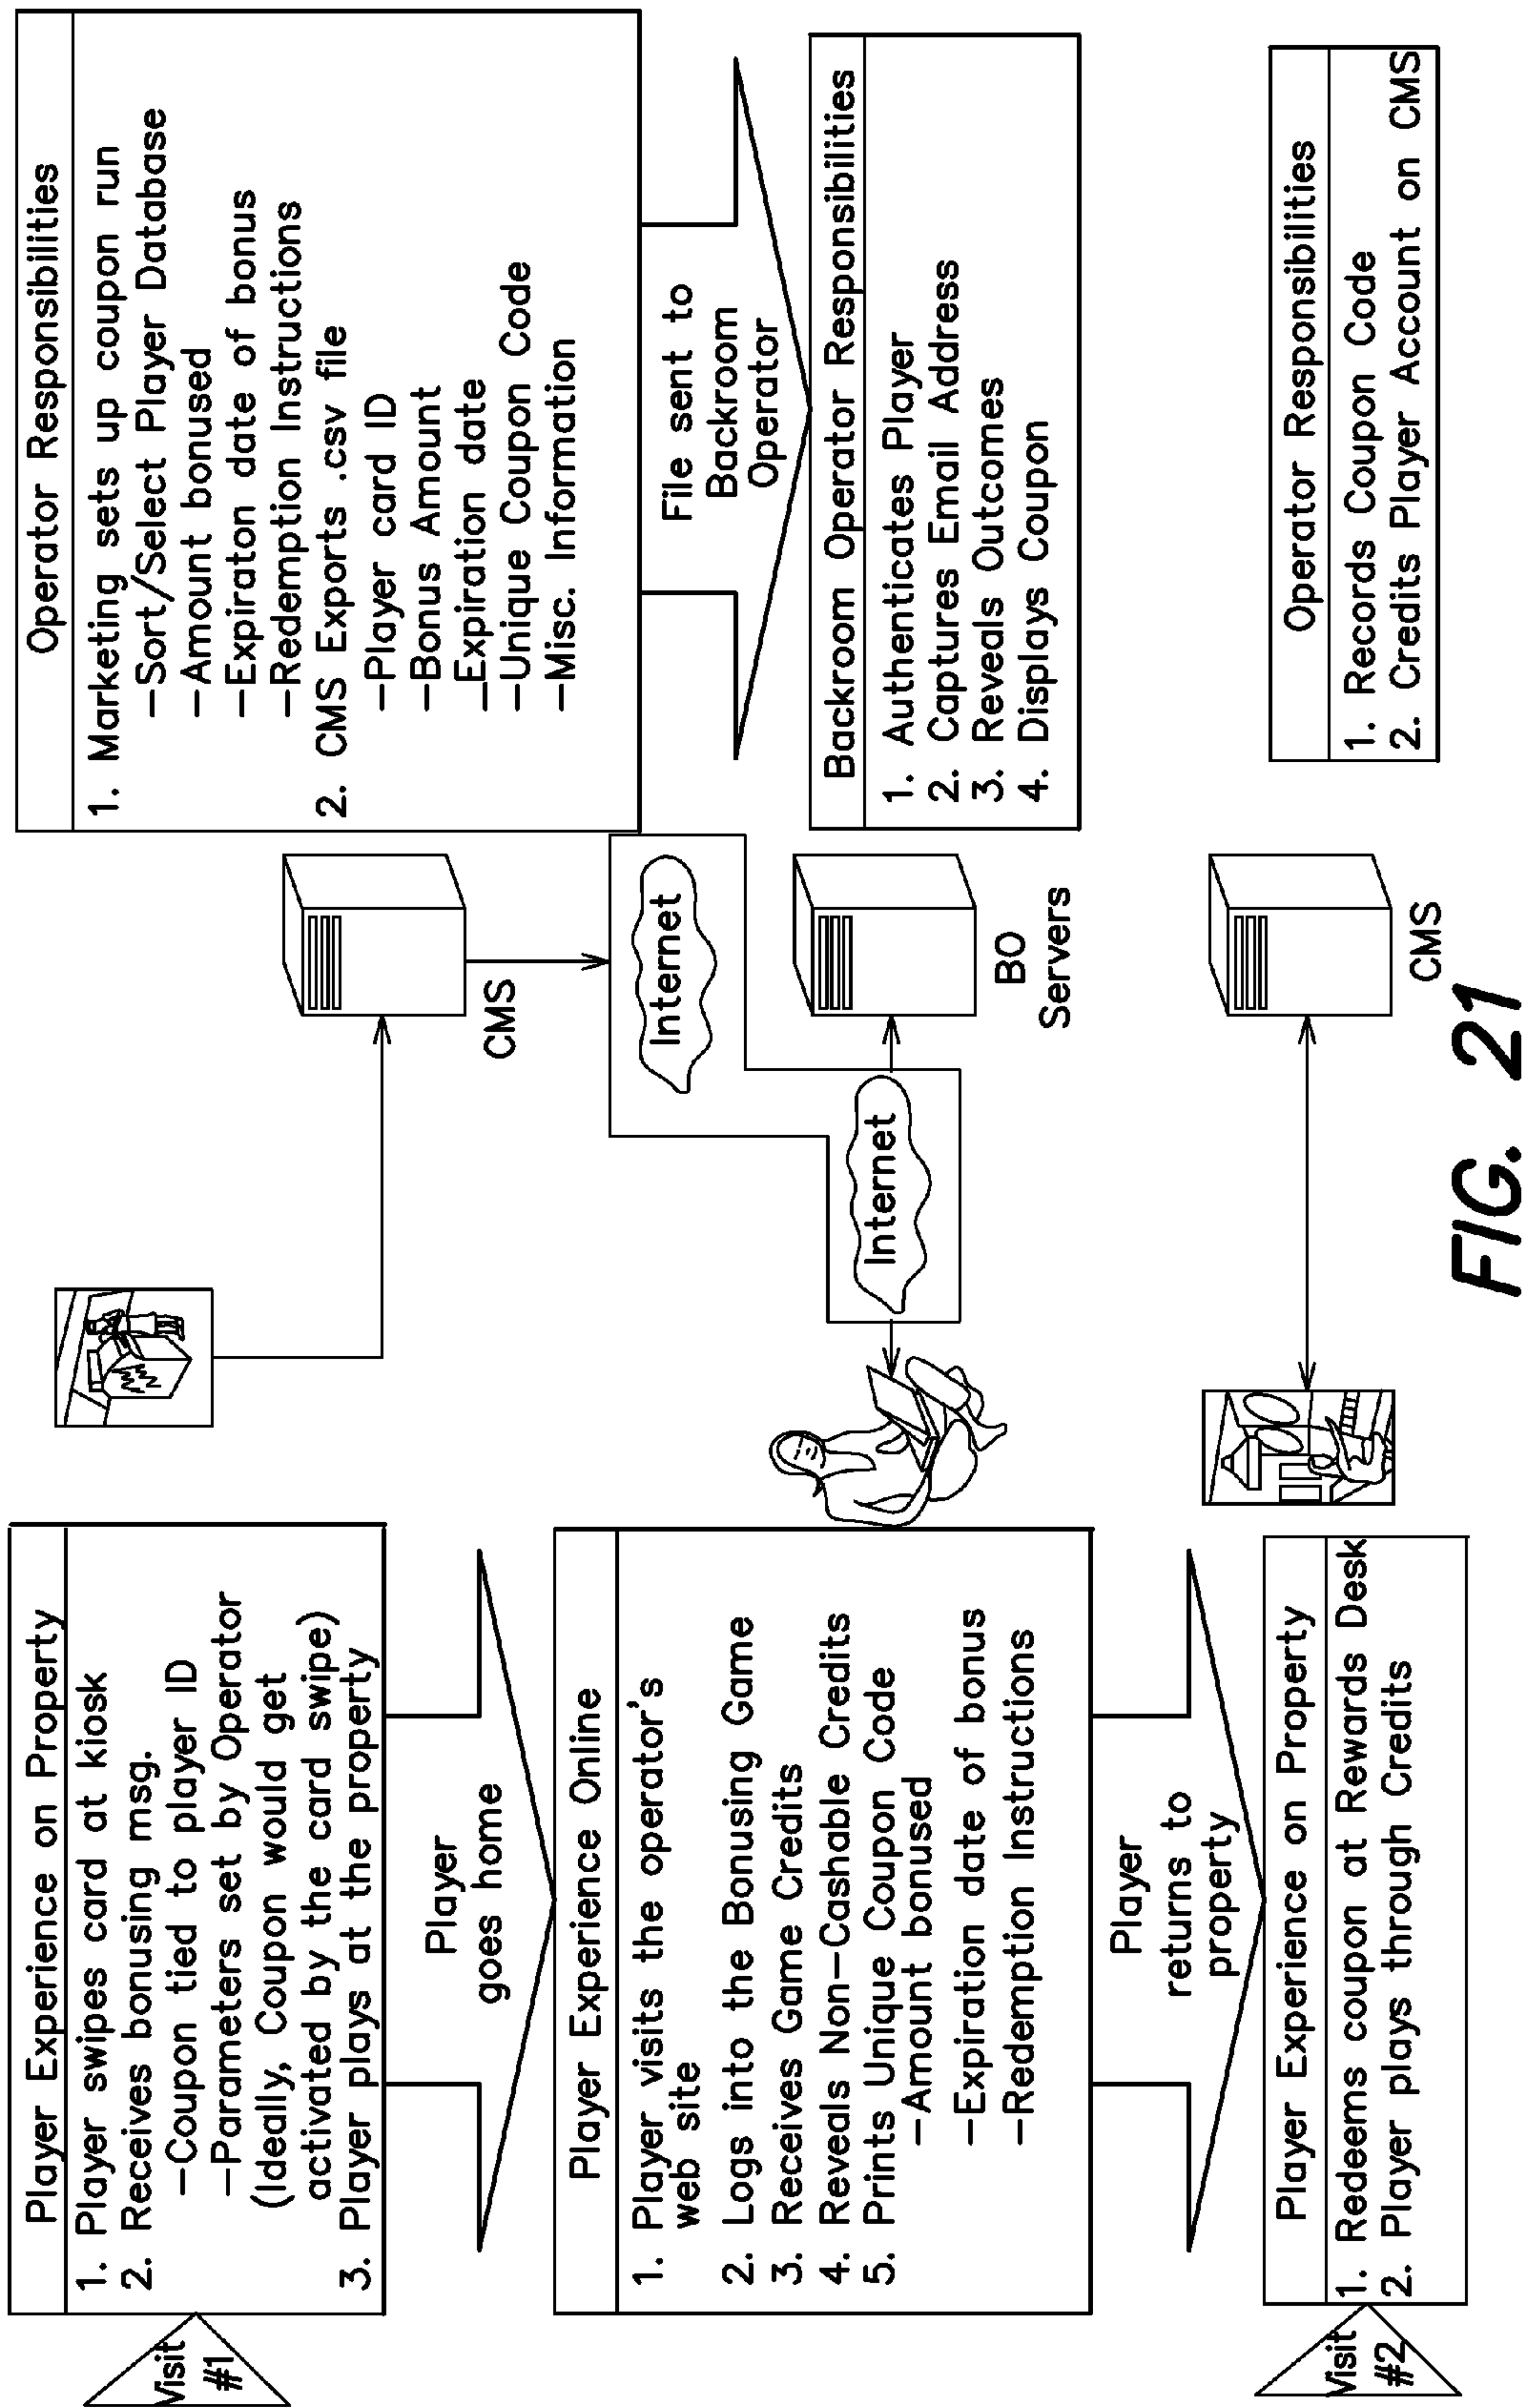 Visit
#1
Player Experience on Property
1. Player swipes card at kiosk
2. Receives bonusing msg.
—Coupon tied to player ID
—Parameters set by Operator
(Ideally, Coupon would get
activated by the card swipe)
3. Player plays at the property
Player
goes home
Player Experience Online
1. Player visits the operator's
web site
2. Logs into the Bonusing Game
3. Receives Game Credits
4. Reveals Non—Cashable Credits
5. Prints Unique Coupon Code
—Amount bonused
—Expiration date of bonus
—Redemption Instructions
Player
returns to
property
Visit
#2
Player Experience on Property
1. Redeems coupon at Rewards Desk
2. Player plays through Credits
CMS
Internet
Internet
BO
Servers
CMS
Operator Responsibilities
1. Marketing sets up coupon run
—Sort/Select Player Database
—Amount bonused
—Expiraton date of bonus
—Redemption Instructions
2. CMS Exports .csv file
—Player card ID
—Bonus Amount
—Expiration date
—Unique Coupon Code
—Misc. Information
File sent to
Backroom
Operator
Backroom Operator Responsibilities
1. Authenticates Player
2. Captures Email Address
3. Reveals Outcomes
4. Displays Coupon
Operator Responsibilities
1. Records Coupon Code
2. Credits Player Account on CMS
FIG. 21